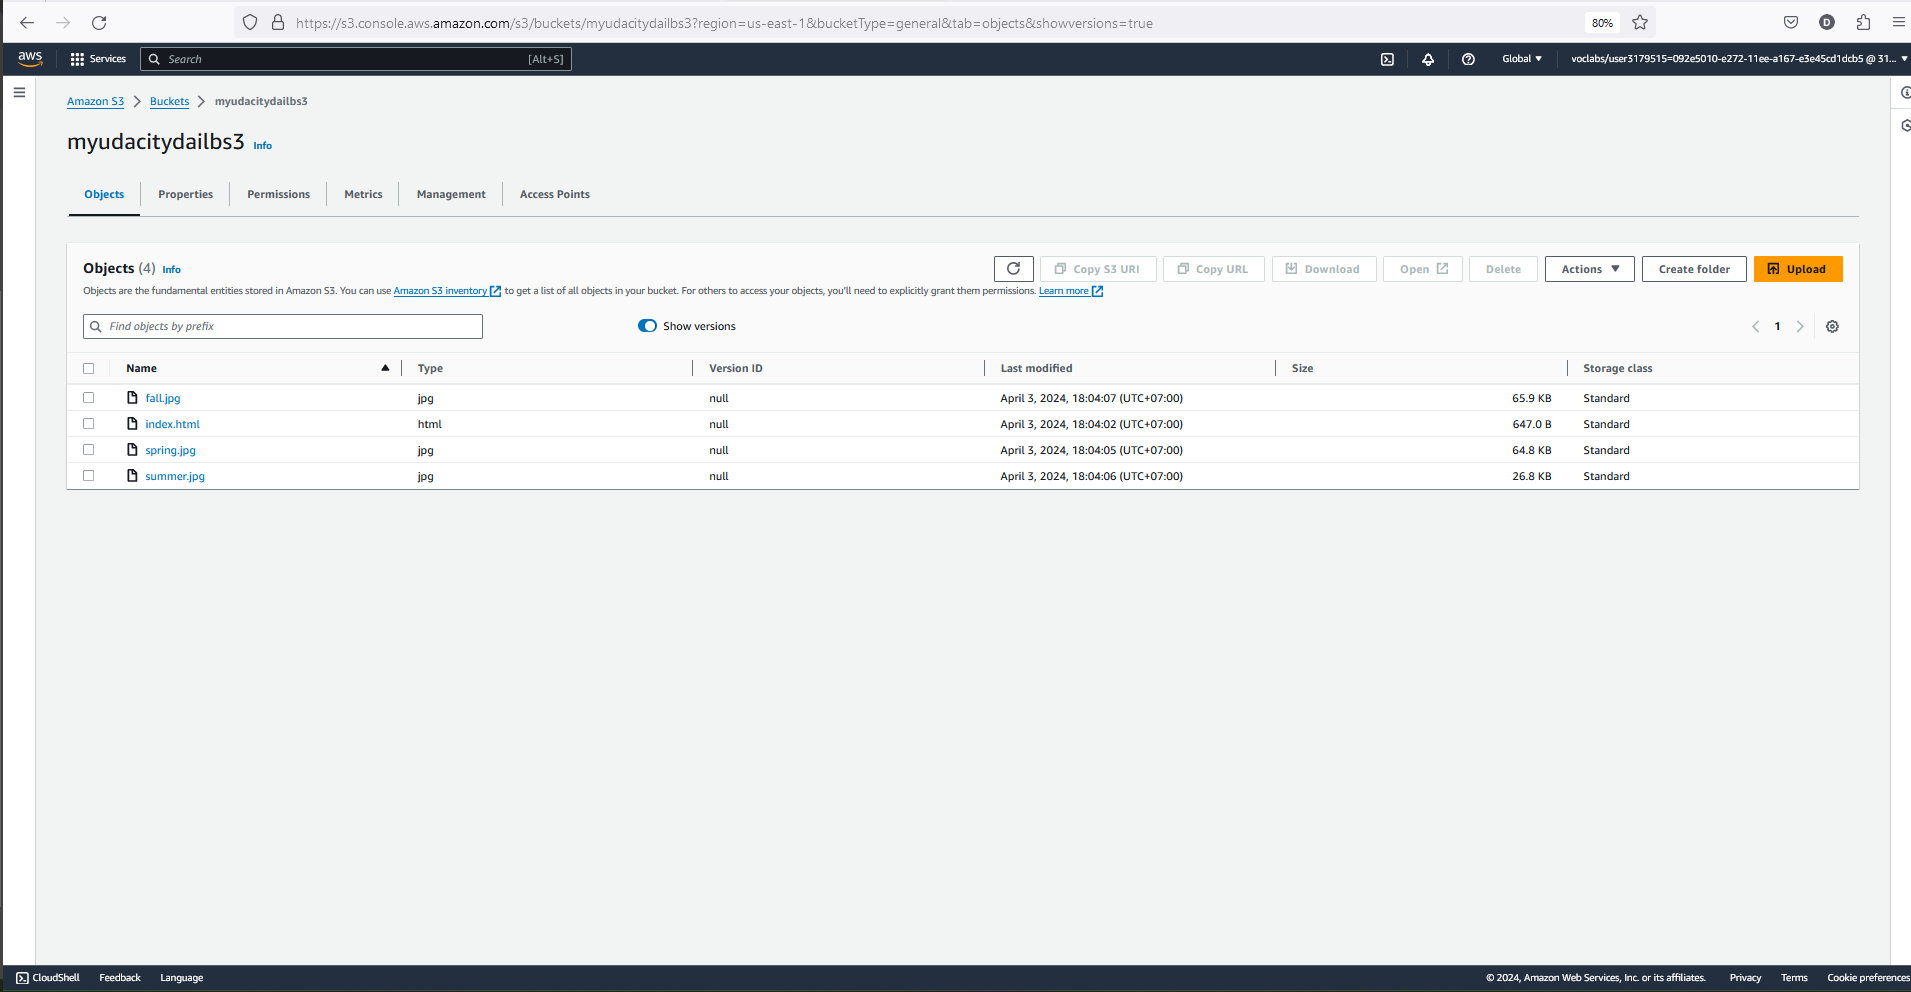 https://s3.console.aws.amazon.com/s3/buckets/myudacitydailbs3?region=us-east-1&bucketType=general&tab=objects&showversions=true 80% D
aws Services Search [Alt+S] Global voclabs/user3179515=092e5010-e272-11ee-a167-e3e45cd1dcb5 @ 31...
Amazon S3 Buckets myudacitydailbs3
myudacitydailbs3 Info
Objects Properties Permissions Metrics Management Access Points
Objects (4) Info Copy S3 URI Copy URL Download Open Delete Actions Create folder Upload
Objects are the fundamental entities stored in Amazon S3. You can use Amazon S3 inventory to get a list of all objects in your bucket. For others to access your objects, you'll need to explicitly grant them permissions. Learn more
Find objects by prefix Show versions 1
Name Type Version ID Last modified Size Storage class
fall.jpg jpg null April 3, 2024, 18:04:07 (UTC+07:00) 65.9 KB Standard
index.html html null April 3, 2024, 18:04:02 (UTC+07:00) 647.0 B Standard
spring.jpg jpg null April 3, 2024, 18:04:05 (UTC+07:00) 64.8 KB Standard
summer.jpg jpg null April 3, 2024, 18:04:06 (UTC+07:00) 26.8 KB Standard
CloudShell Feedback Language © 2024, Amazon Web Services, Inc. or its affiliates. Privacy Terms Cookie preferences